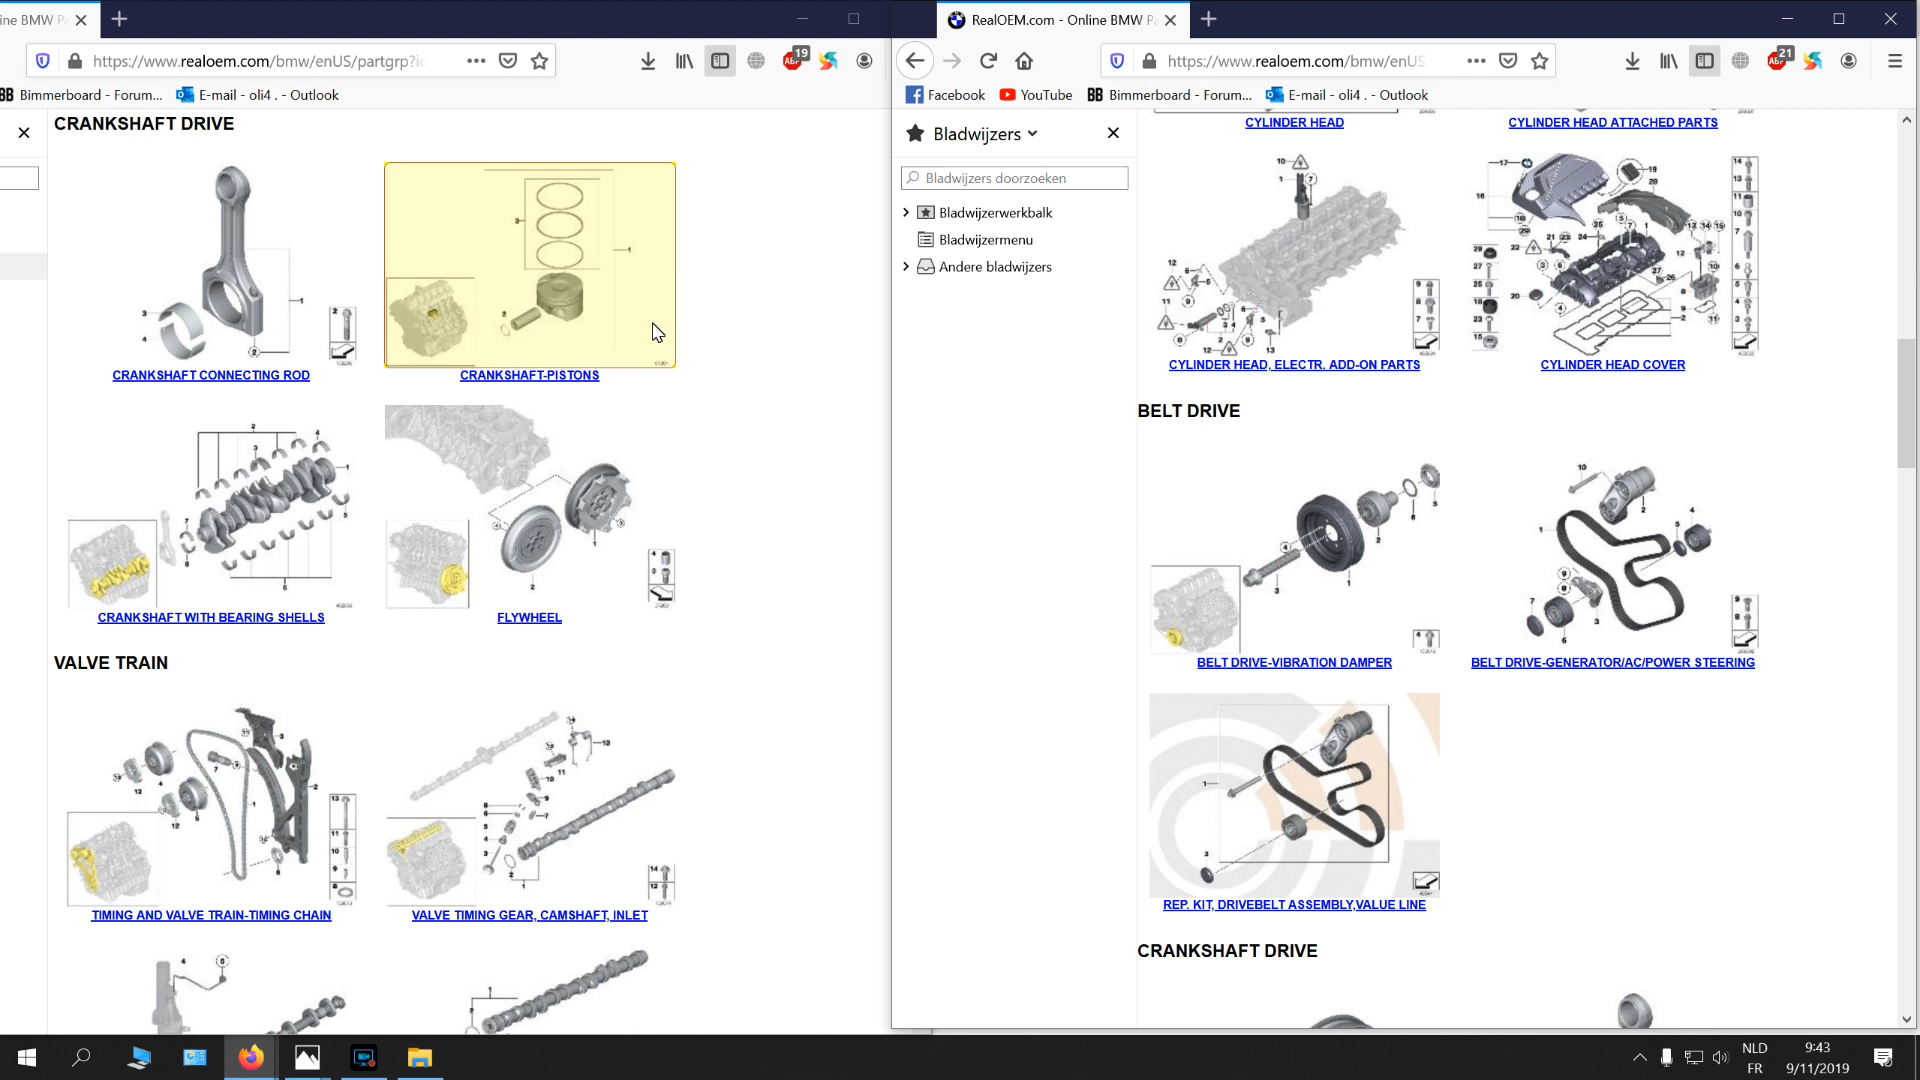 ine BMW P
RealOEM.com - Online BMW Pa
https://www.realoem.com/bmw/enUS/partgrp?id
19
https://www.realoem.com/bmw/enUS
21
Bimmerboard - Forum...
E-mail - oli4 . - Outlook
Facebook
YouTube
Bimmerboard - Forum...
E-mail - oli4 . - Outlook
CRANKSHAFT DRIVE
CRANKSHAFT CONNECTING ROD
CRANKSHAFT-PISTONS
CRANKSHAFT WITH BEARING SHELLS
FLYWHEEL
VALVE TRAIN
TIMING AND VALVE TRAIN-TIMING CHAIN
VALVE TIMING GEAR, CAMSHAFT, INLET
Bladwijzers
Bladwijzers doorzoeken
Bladwijzerwerkbalk
Bladwijzermenu
Andere bladwijzers
CYLINDER HEAD
CYLINDER HEAD ATTACHED PARTS
CYLINDER HEAD, ELECTR. ADD-ON PARTS
CYLINDER HEAD COVER
BELT DRIVE
BELT DRIVE-VIBRATION DAMPER
BELT DRIVE-GENERATOR/AC/POWER STEERING
REP. KIT, DRIVEBELT ASSEMBLY,VALUE LINE
CRANKSHAFT DRIVE
NLD
FR
9:43
9/11/2019